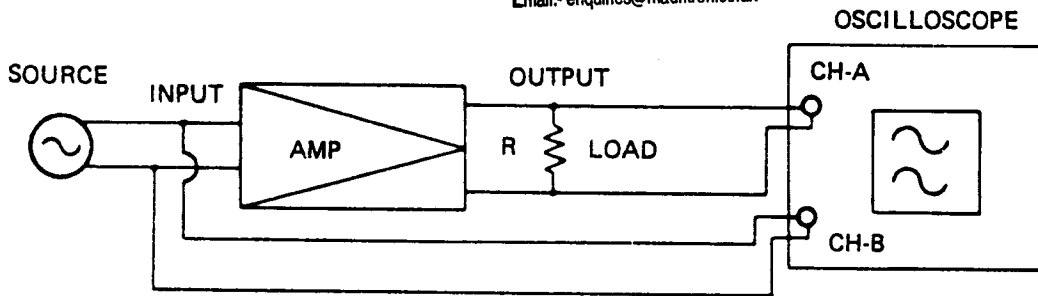 OSCILLOSCOPE
SOURCE
INPUT
OUTPUT
CH-A
AMP
R
LOAD
CH-B